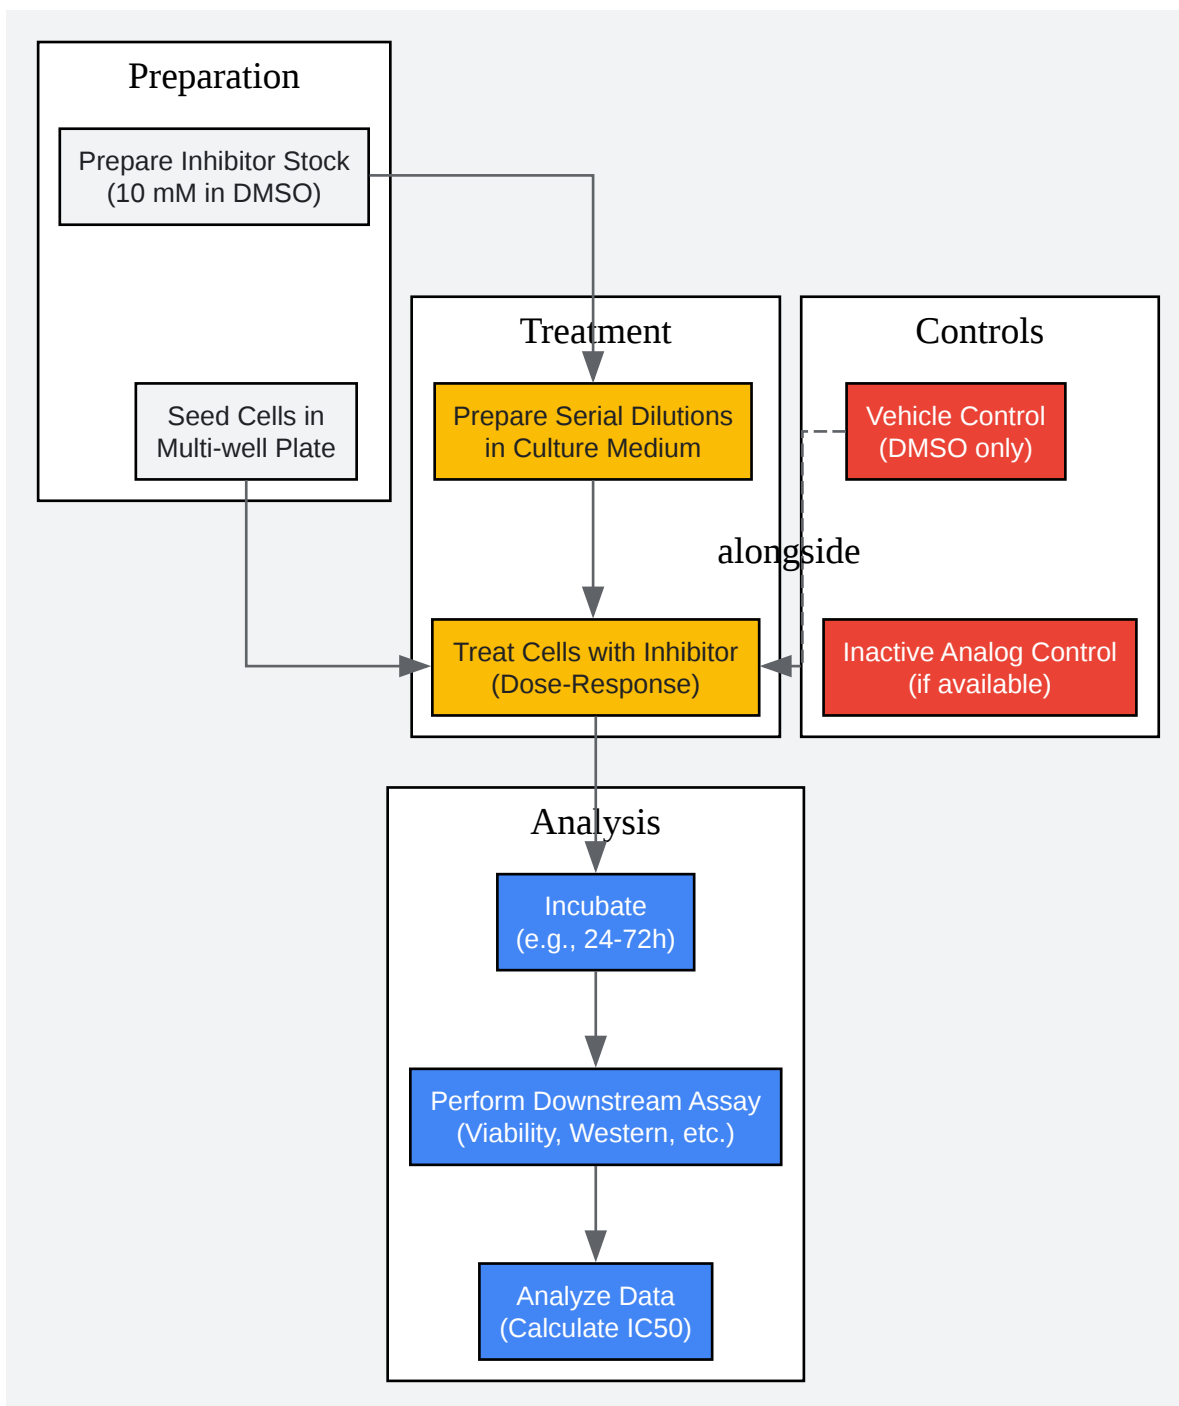 Preparation
Prepare Inhibitor Stock
(10 mM in DMSO)
Seed Cells in
Multi-well Plate
Treatment
Prepare Serial Dilutions
in Culture Medium
Treat Cells with Inhibitor
(Dose-Response)
Controls
Vehicle Control
(DMSO only)
alongside
Inactive Analog Control
(if available)
Analysis
Incubate
(e.g., 24-72h)
Perform Downstream Assay
(Viability, Western, etc.)
Analyze Data
(Calculate IC50)